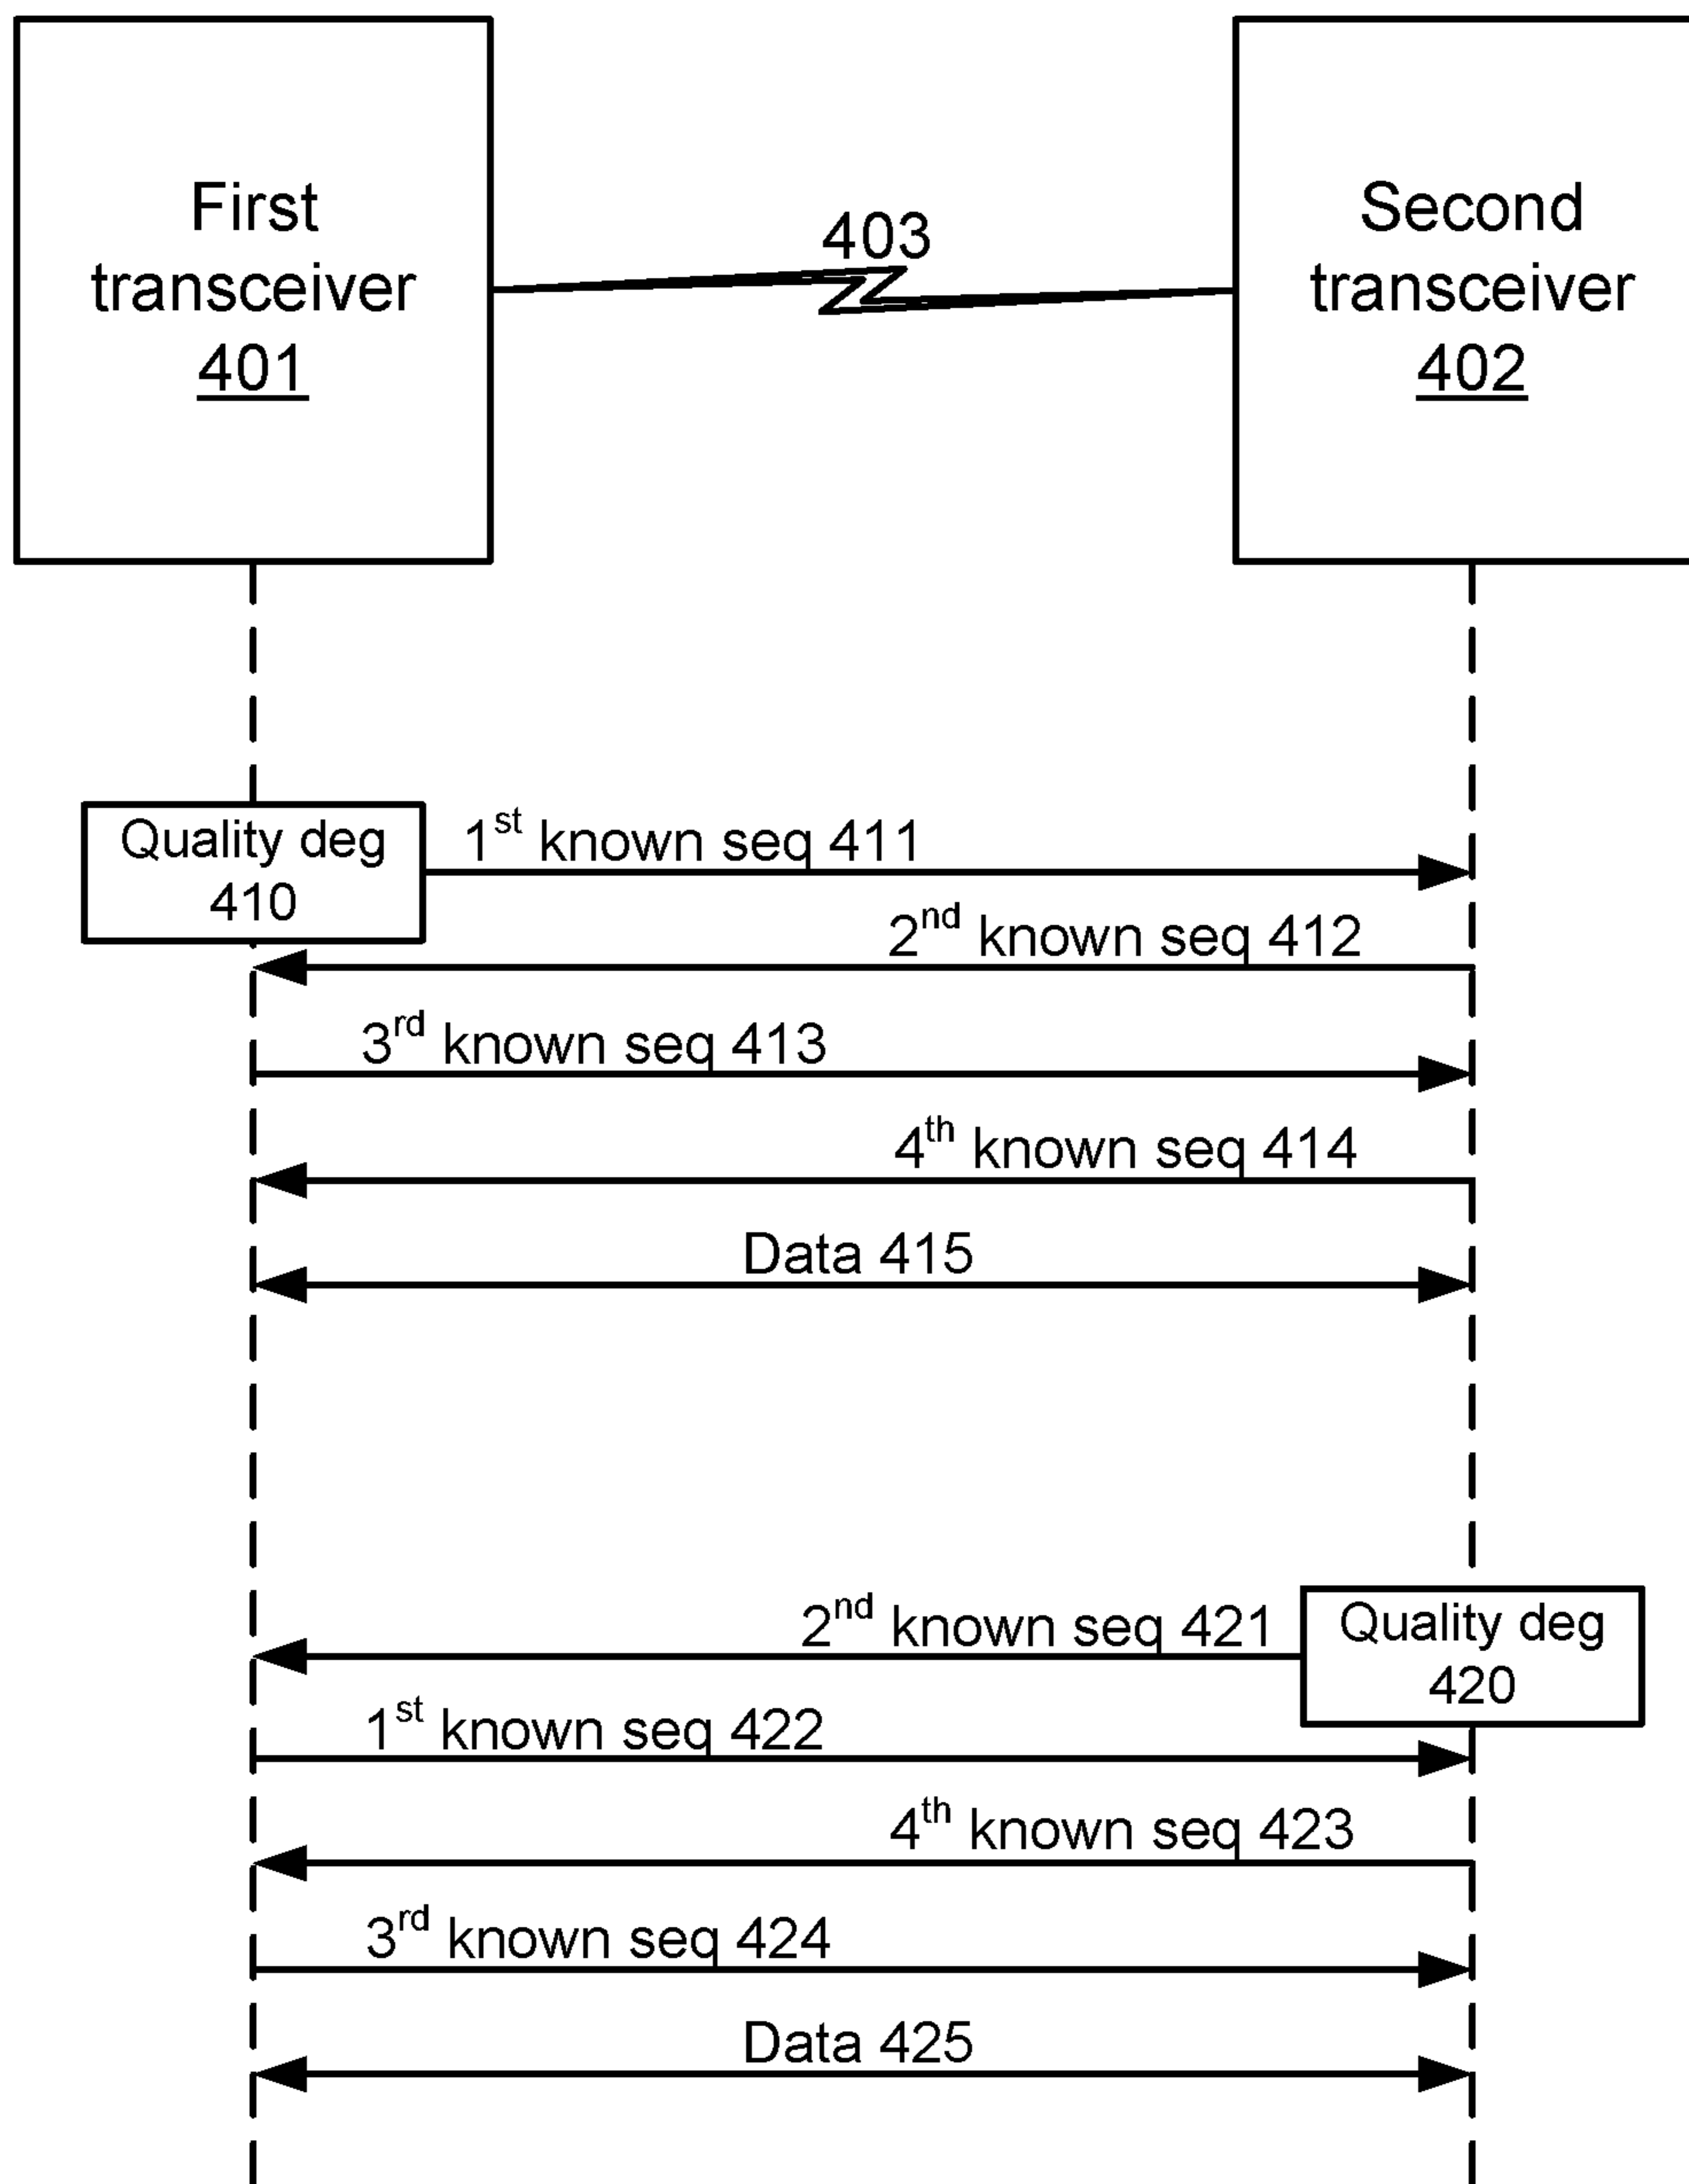 First
transceiver
401
403
Second
transceiver
402
Quality deg
410
1st known seq 411
2nd known seq 412
3rd known seq 413
4th known seq 414
Data 415
2nd known seq 421
Quality deg
420
1st known seq 422
4th known seq 423
3rd known seq 424
Data 425